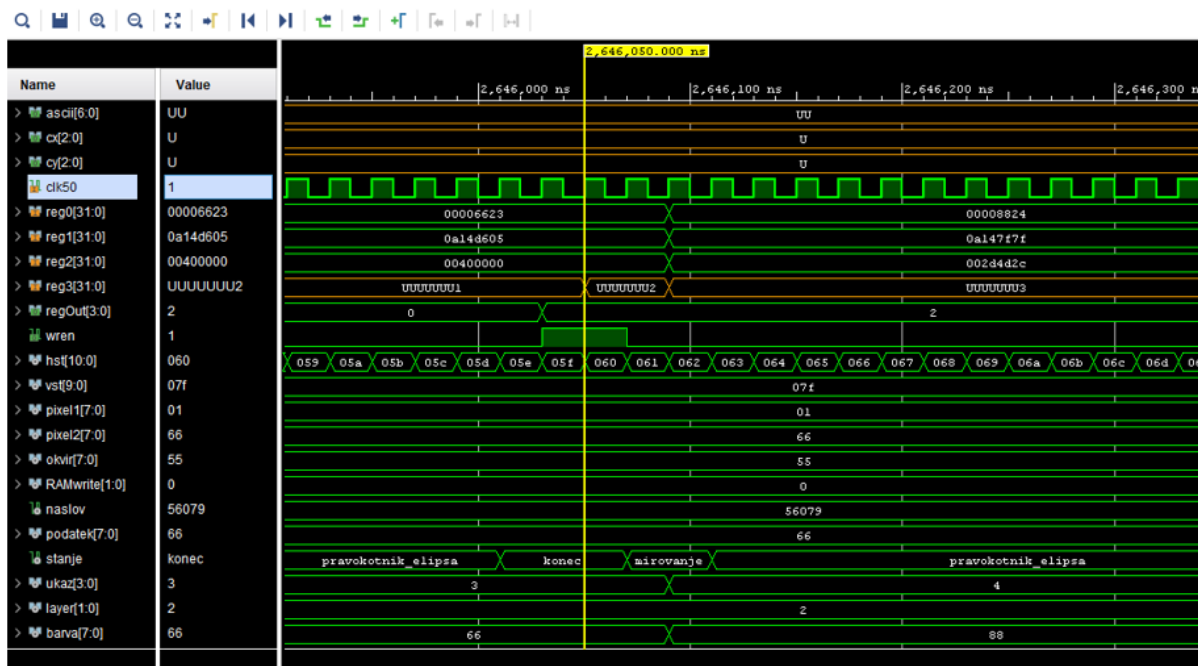 2,646,050.000 ns
Name Value
2,646,000 ns 2,646,100 ns 2,646,200 ns 2,646,300 n
ascii[6:0] UU UU
cx[2:0] U U
cy[2:0] U U
clk50 1
reg0[31:0] 00006623 00006623 00008824
reg1[31:0] 0a14d605 0a14d605 0a147f7f
reg2[31:0] 00400000 00400000 002d4d2c
reg3[31:0] UUUUUUU2 UUUUUUU1 UUUUUUU2 UUUUUUU3
regOut[3:0] 2 0 2
wren 1
hst[10:0] 060 059 05a 05b 05c 05d 05e 05f 060 061 062 063 064 065 066 067 068 069 06a 06b 06c 06d 0
vst[9:0] 07f 07f
pixel1[7:0] 01 01
pixel2[7:0] 66 66
okvir[7:0] 55 55
RAMwrite[1:0] 0 0
naslov 56079 56079
podatek[7:0] 66 66
stanje konec pravokotnik_elipsa konec mirovanje pravokotnik_elipsa
ukaz[3:0] 3 3 4
layer[1:0] 2 2
barva[7:0] 66 66 88